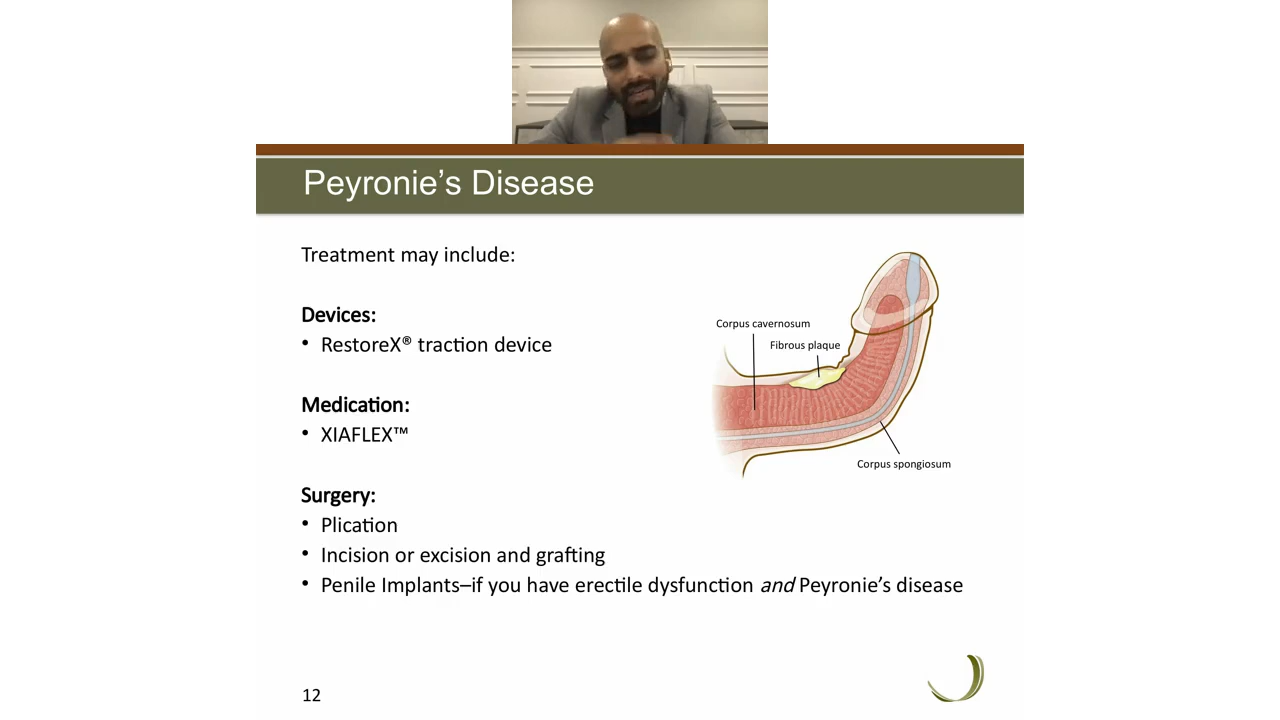 Peyronie’s Disease
Treatment may include:
Devices:
• RestoreX® traction device
Medication:
• XIAFLEX™
Surgery:
• Plication
• Incision or excision and grafting
• Penile Implants–if you have erectile dysfunction and Peyronie’s disease
Corpus cavernosum
Fibrous plaque
Corpus spongiosum
12